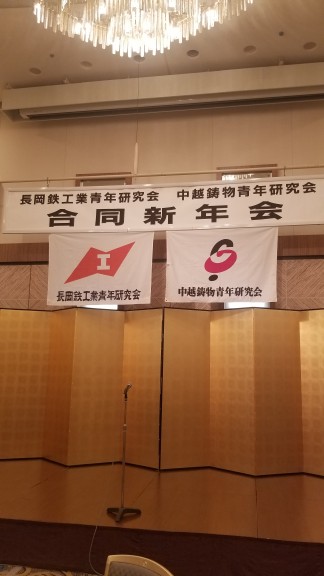 長岡鉄工業青年研究会 中越鋳物青年研究会
合同新年会
I
長岡鉄工業青年研究会
中越鋳物青年研究会